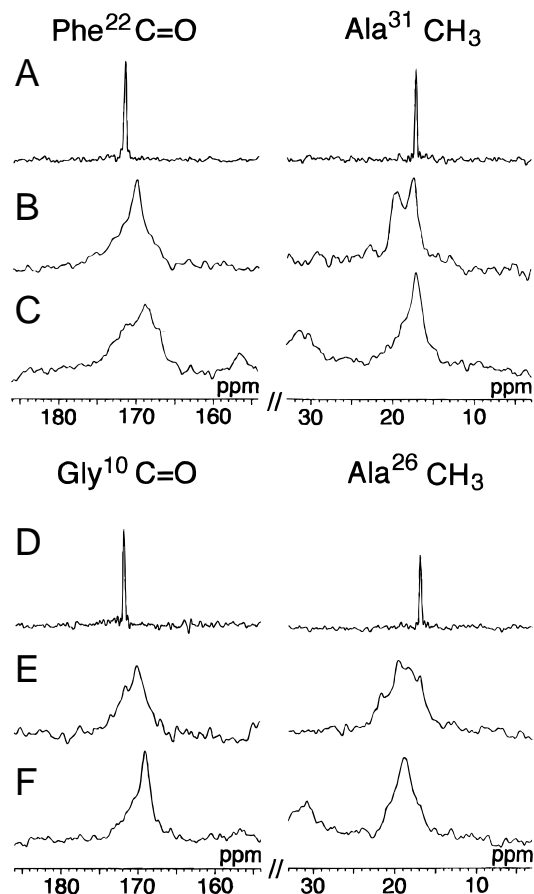 Phe22 C=O Ala31 CH3
A
B
C
ppm ppm
180 170 160 // 30 20 10
Gly10 C=O Ala26 CH3
D
E
F
ppm ppm
180 170 160 // 30 20 10